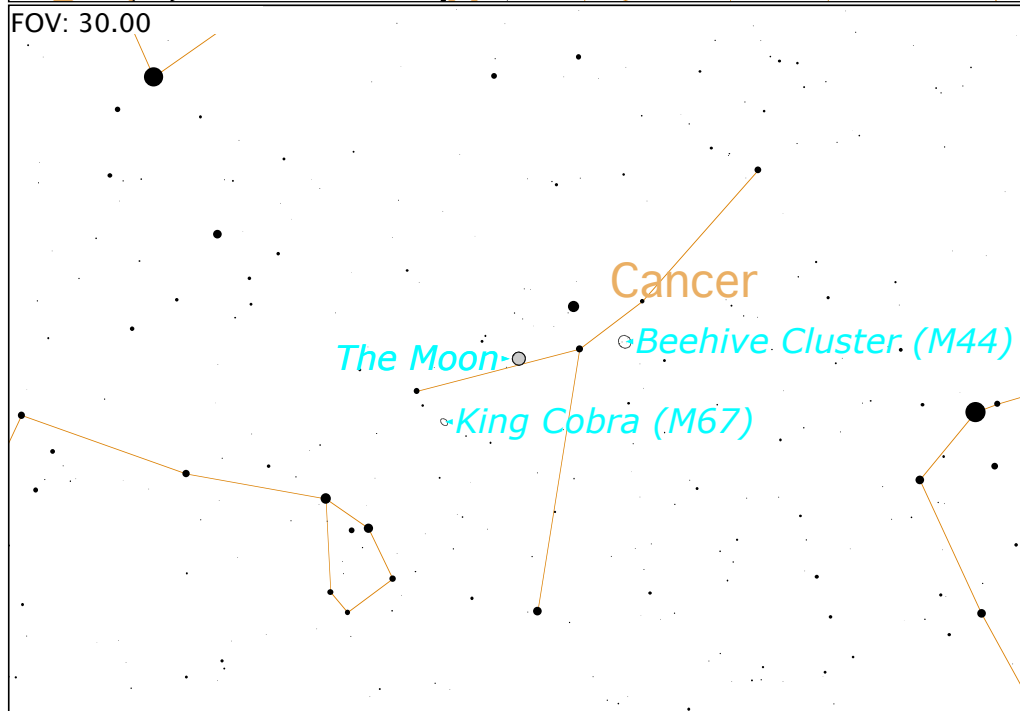 FOV: 30.00
Cancer
Beehive Cluster (M44)
The Moon
King Cobra (M67)